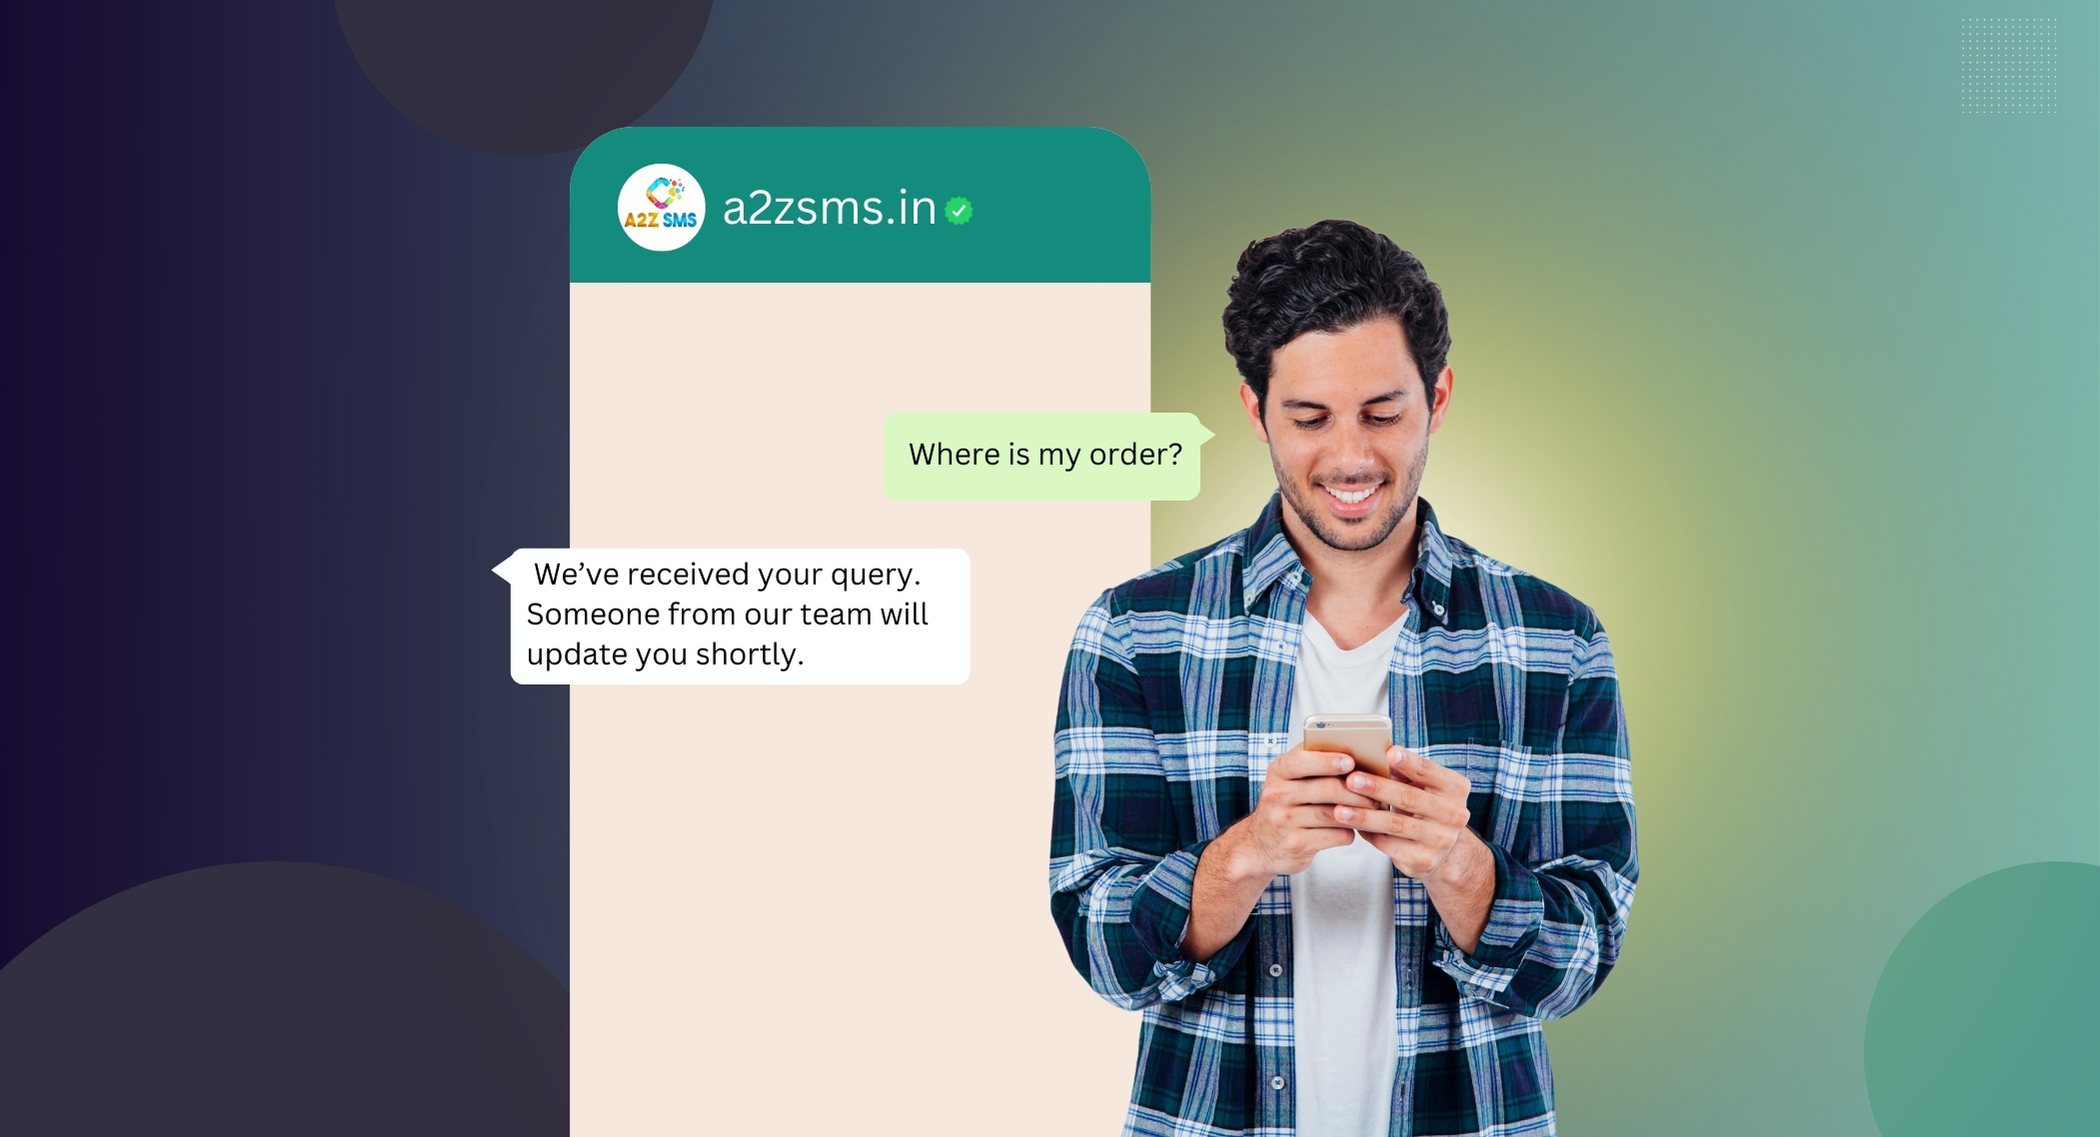 A2Z SMS
a2zsms.in
Where is my order?
We’ve received your query.
Someone from our team will
update you shortly.